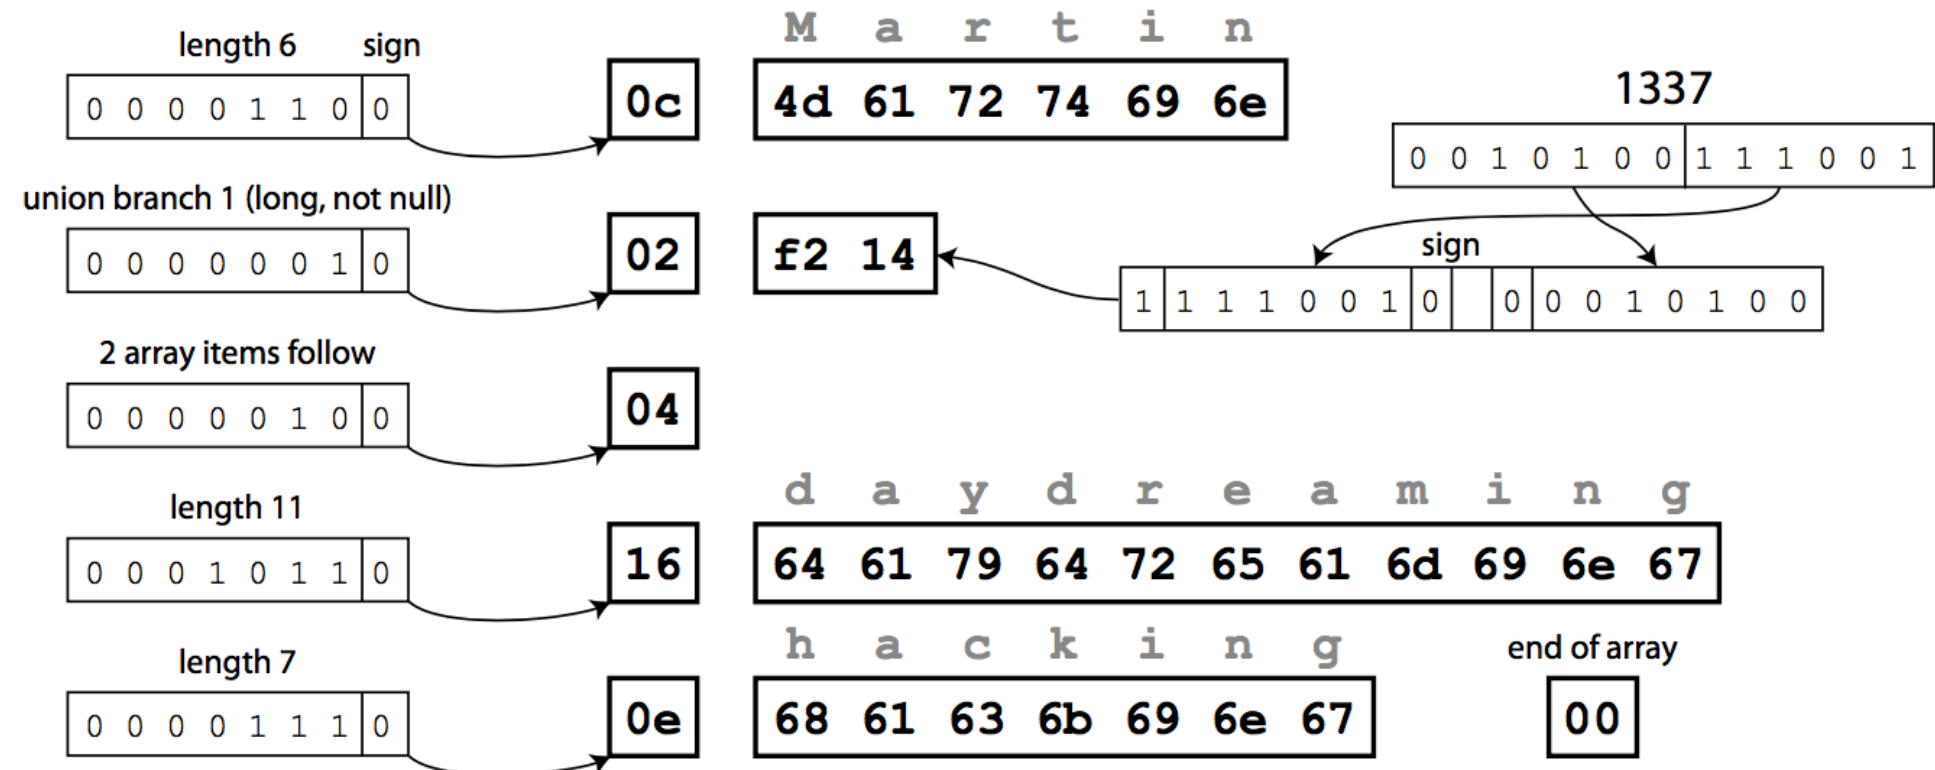 length 6 sign
0 0 0 0 1 1 0 0
0c
M a r t i n
4d 61 72 74 69 6e
1337
0 0 1 0 1 0 0 1 1 1 0 0 1
union branch 1 (long, not null)
0 0 0 0 0 0 1 0
02
f2 14
sign
1 1 1 1 0 0 1 0 0 0 0 1 0 1 0 0
2 array items follow
0 0 0 0 0 1 0 0
04
length 11
0 0 0 1 0 1 1 0
16
d a y d r e a m i n g
64 61 79 64 72 65 61 6d 69 6e 67
length 7
0 0 0 0 1 1 1 0
0e
h a c k i n g
68 61 63 6b 69 6e 67
end of array
00